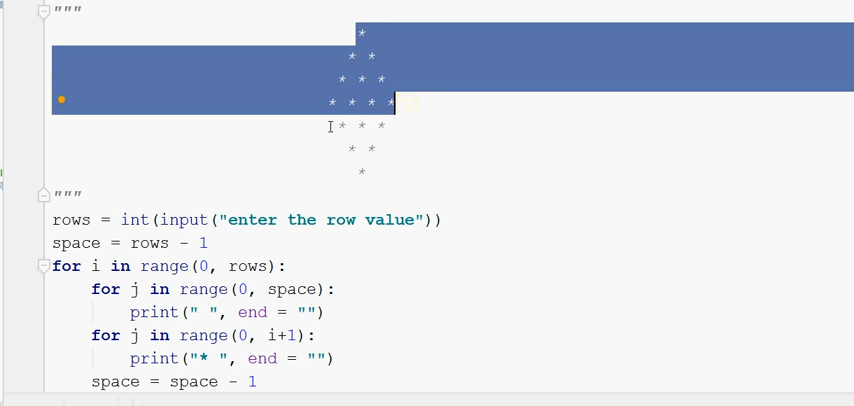 """
*
* *
* * *
* * * *
* * *
* *
*
"""
rows = int(input("enter the row value"))
space = rows - 1
for i in range(0, rows):
    for j in range(0, space):
        print(" ", end = "")
    for j in range(0, i+1):
        print("* ", end = "")
    space = space - 1